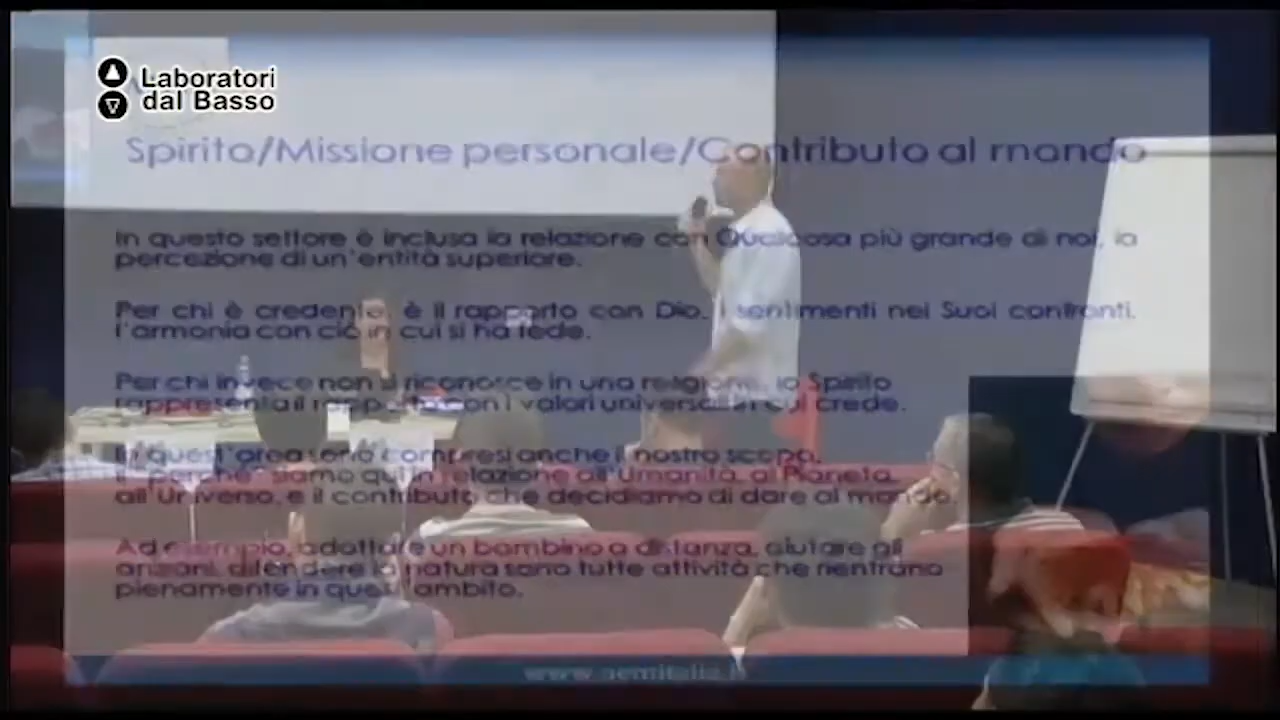 Laboratori
dal Basso
Spirito/Missione personale/Contributo al mondo
In questo settore è inclusa la relazione con Qualcosa più grande di noi, la
percezione di un'entità superiore.
Per chi è credente, è il rapporto con Dio, i sentimenti nei Suoi confronti,
l'armonia con ciò in cui si ha fede.
Per chi invece non si riconosce in una religione, lo Spirito
rappresenta il rapporto con i valori universali in cui crede.
In quest'area sono compresi anche il nostro scopo,
il "perché" siamo qui in relazione all'Umanità, al Pianeta,
all'Universo, e il contributo che decidiamo di dare al mondo.
Ad esempio, adottare un bambino a distanza, aiutare gli
anziani, difendere la natura sono tutte attività che rientrano
pienamente in quest'ambito.
www.aemitalia.it